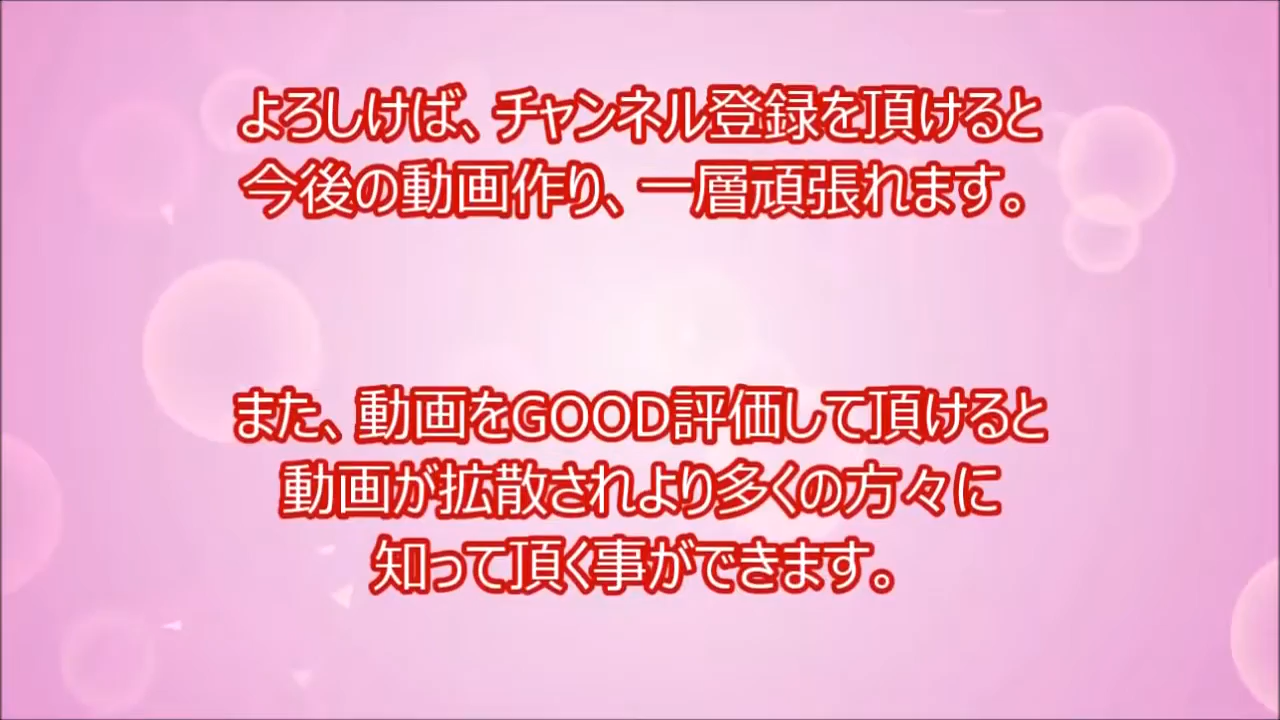 よろしければ、チャンネル登録を頂けると
今後の動画作り、一層頑張れます。
また、動画をGOOD評価して頂けると
動画が拡散されより多くの方々に
知って頂く事ができます。